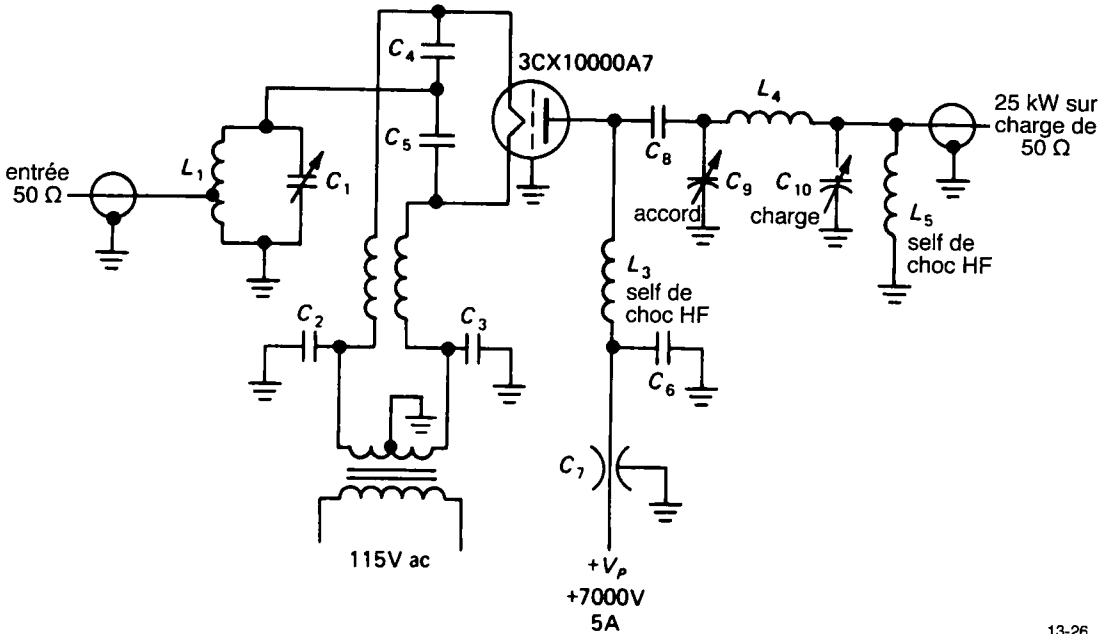 C4
3CX10000A7
L4
25 kW sur
charge de
50 Ω
entrée
50 Ω
L1
C1
C5
C8
C9
accord
C10
charge
L5
self de
choc HF
L3
self de
choc HF
C2
C3
C6
C7
115V ac
+VP
+7000V
5A
13-26